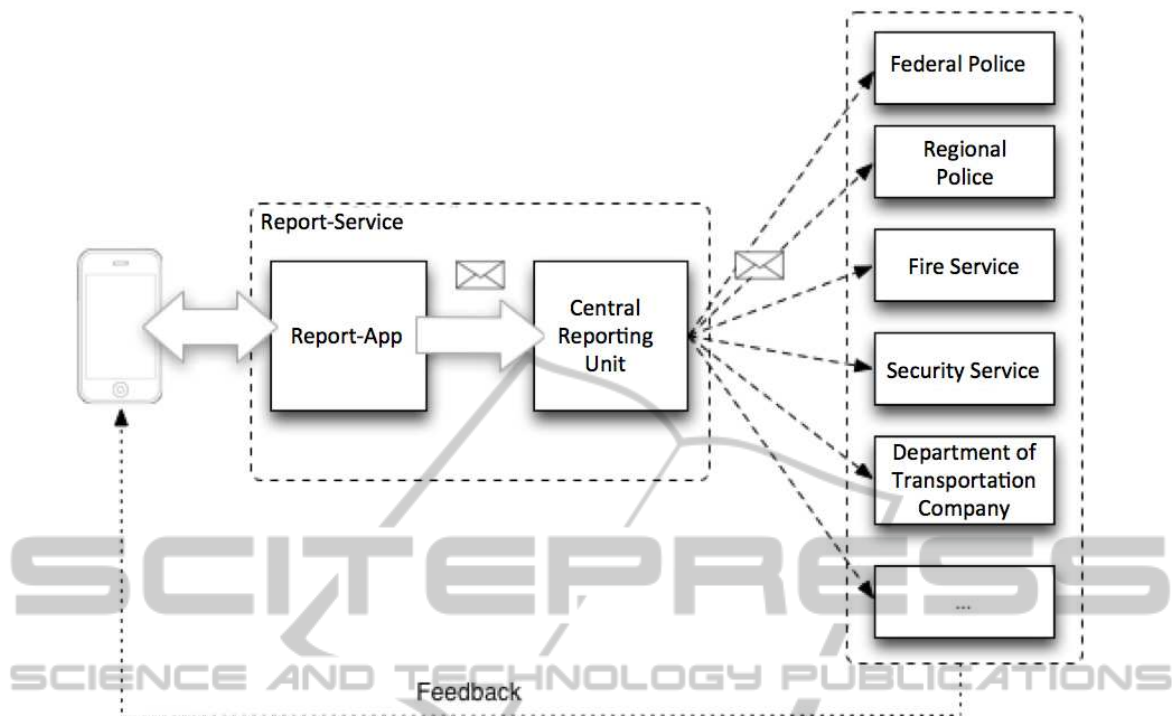 Federal Police
Regional
Police
Report-Service
Fire Service
Report-App
Central
Reporting
Unit
Security Service
Department of
Transportation
Company
...
SCITEPRESS
SCIENCE AND TECHNOLOGY PUBLICATIONS
Feedback